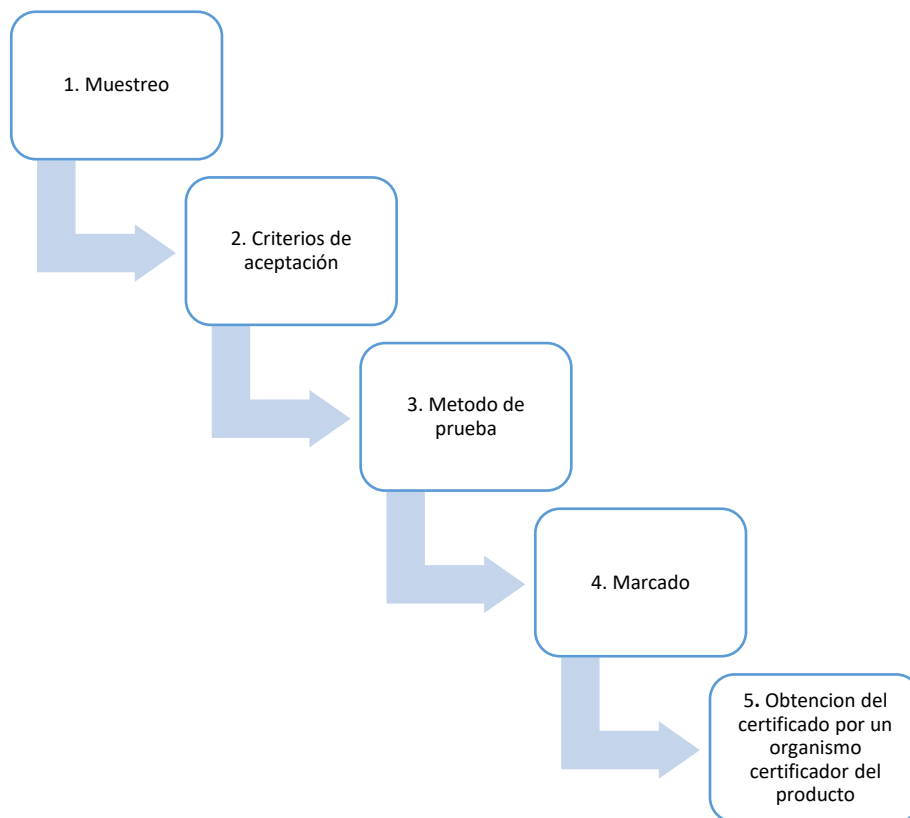 1. Muestreo
2. Criterios de
aceptación
3. Metodo de
prueba
4. Marcado
5. Obtencion del
certificado por un
organismo
certificador del
producto